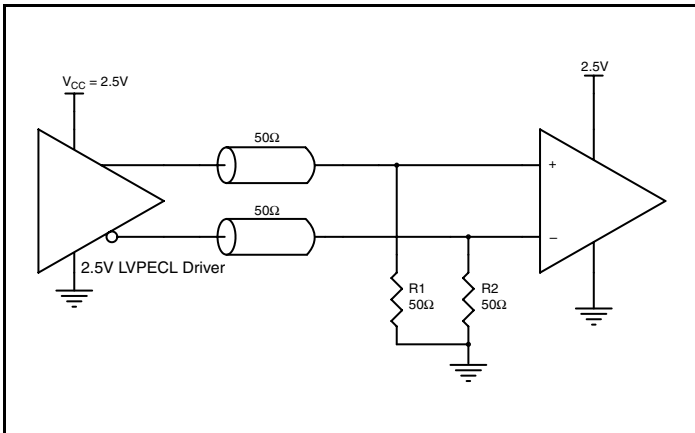 V_CC = 2.5V
2.5V
50Ω
+
50Ω
−
2.5V LVPECL Driver
R1
50Ω
R2
50Ω